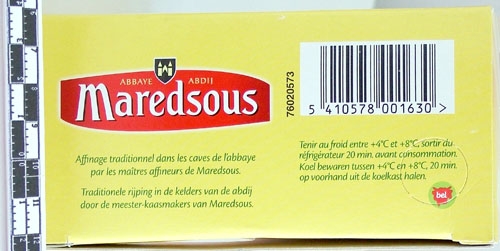 ABBAYE ABDIJ
Maredsous
Affinage traditionnel dans les caves de l'abbaye
par les maîtres affineurs de Maredsous.
Traditionele rijping in de kelders van de abdij
door de meester-kaasmakers van Maredsous.
76020573
5 410578 001630 >
Tenir au froid entre +4°C et +8°C, sortir du
réfrigérateur 20 min. avant consommation.
Koel bewaren tussen +4°C en +8°C, 20 min.
op voorhand uit de koelkast halen.
bel